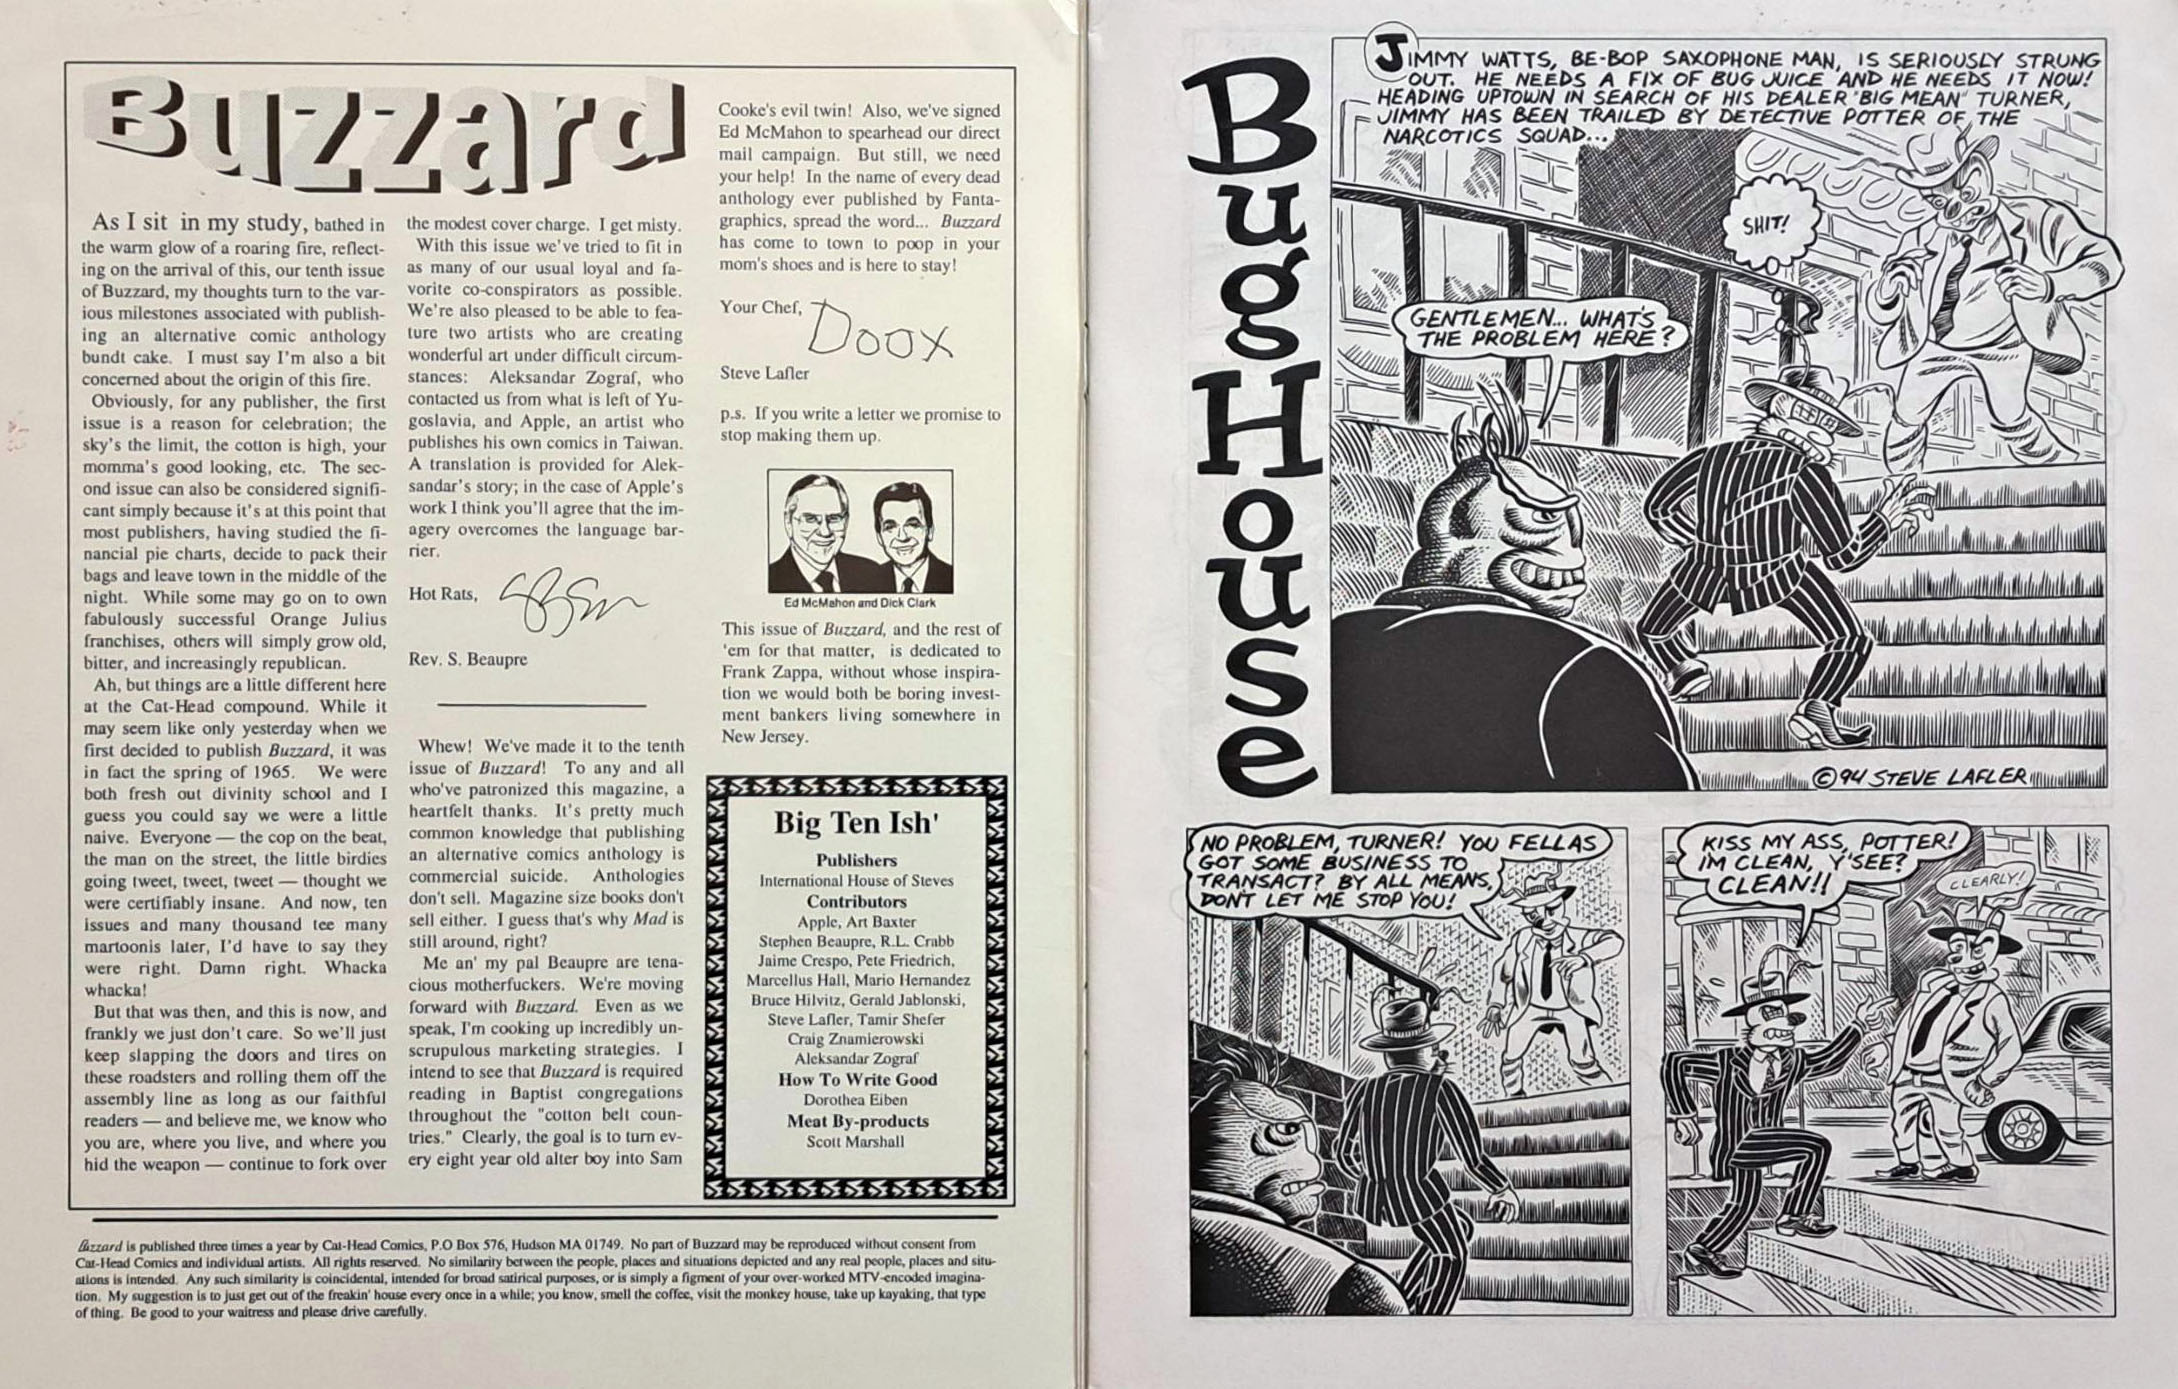 Buzzard
As I sit in my study, bathed in
the warm glow of a roaring fire, reflect-
ing on the arrival of this, our tenth issue
of Buzzard, my thoughts turn to the var-
ious milestones associated with publish-
ing an alternative comic anthology
bundt cake. I must say I'm also a bit
concerned about the origin of this fire.
Obviously, for any publisher, the first
issue is a reason for celebration; the
sky's the limit, the cotton is high, your
momma's good looking, etc. The sec-
ond issue can also be considered signifi-
cant simply because it's at this point that
most publishers, having studied the fi-
nancial pie charts, decide to pack their
bags and leave town in the middle of the
night. While some may go on to own
fabulously successful Orange Julius
franchises, others will simply grow old,
bitter, and increasingly republican.
Ah, but things are a little different here
at the Cat-Head compound. While it
may seem like only yesterday when we
first decided to publish Buzzard, it was
in fact the spring of 1965. We were
both fresh out divinity school and I
guess you could say we were a little
naive. Everyone — the cop on the beat,
the man on the street, the little birdies
going tweet, tweet, tweet — thought we
were certifiably insane. And now, ten
issues and many thousand tee many
martoonis later, I'd have to say they
were right. Damn right. Whacka
whacka!
But that was then, and this is now, and
frankly we just don't care. So we'll just
keep slapping the doors and tires on
these roadsters and rolling them off the
assembly line as long as our faithful
readers — and believe me, we know who
you are, where you live, and where you
hid the weapon — continue to fork over
the modest cover charge. I get misty.
With this issue we've tried to fit in
as many of our usual loyal and fa-
vorite co-conspirators as possible.
We're also pleased to be able to fea-
ture two artists who are creating
wonderful art under difficult circum-
stances: Aleksandar Zograf, who
contacted us from what is left of Yu-
goslavia, and Apple, an artist who
publishes his own comics in Taiwan.
A translation is provided for Alek-
sandar's story; in the case of Apple's
work I think you'll agree that the im-
agery overcomes the language bar-
rier.
Hot Rats,
Rev. S. Beaupre
Whew! We've made it to the tenth
issue of Buzzard! To any and all
who've patronized this magazine, a
heartfelt thanks. It's pretty much
common knowledge that publishing
an alternative comics anthology is
commercial suicide. Anthologies
don't sell. Magazine size books don't
sell either. I guess that's why Mad is
still around, right?
Me an' my pal Beaupre are tena-
cious motherfuckers. We're moving
forward with Buzzard. Even as we
speak, I'm cooking up incredibly un-
scrupulous marketing strategies. I
intend to see that Buzzard is required
reading in Baptist congregations
throughout the "cotton belt coun-
tries." Clearly, the goal is to turn ev-
ery eight year old alter boy into Sam
Cooke's evil twin! Also, we've signed
Ed McMahon to spearhead our direct
mail campaign. But still, we need
your help! In the name of every dead
anthology ever published by Fanta-
graphics, spread the word... Buzzard
has come to town to poop in your
mom's shoes and is here to stay!
Your Chef, Doox
Steve Lafler
p.s. If you write a letter we promise to
stop making them up.
Ed McMahon and Dick Clark
This issue of Buzzard, and the rest of
'em for that matter, is dedicated to
Frank Zappa, without whose inspira-
tion we would both be boring invest-
ment bankers living somewhere in
New Jersey.
Big Ten Ish'
Publishers
International House of Steves
Contributors
Apple, Art Baxter
Stephen Beaupre, R.L. Crabb
Jaime Crespo, Pete Friedrich,
Marcellus Hall, Mario Hernandez
Bruce Hilvitz, Gerald Jablonski,
Steve Lafler, Tamir Shefer
Craig Znamierowski
Aleksandar Zograf
How To Write Good
Dorothea Eiben
Meat By-products
Scott Marshall
Buzzard is published three times a year by Cat-Head Comics, P.O Box 576, Hudson MA 01749. No part of Buzzard may be reproduced without consent from
Cat-Head Comics and individual artists. All rights reserved. No similarity between the people, places and situations depicted and any real people, places and situ-
ations is intended. Any such similarity is coincidental, intended for broad satirical purposes, or is simply a figment of your over-worked MTV-encoded imagina-
tion. My suggestion is to just get out of the freakin' house every once in a while; you know, smell the coffee, visit the monkey house, take up kayaking, that type
of thing. Be good to your waitress and please drive carefully.
BugHouse
JIMMY WATTS, BE-BOP SAXOPHONE MAN, IS SERIOUSLY STRUNG
OUT. HE NEEDS A FIX OF BUG JUICE AND HE NEEDS IT NOW!
HEADING UPTOWN IN SEARCH OF HIS DEALER "BIG MEAN" TURNER,
JIMMY HAS BEEN TRAILED BY DETECTIVE POTTER OF THE
NARCOTICS SQUAD...
SHIT!
GENTLEMEN... WHAT'S
THE PROBLEM HERE?
©94 STEVE LAFLER
NO PROBLEM, TURNER! YOU FELLAS
GOT SOME BUSINESS TO
TRANSACT? BY ALL MEANS,
DON'T LET ME STOP YOU!
KISS MY ASS, POTTER!
I'M CLEAN, Y'SEE?
CLEAN!!
CLEARLY!